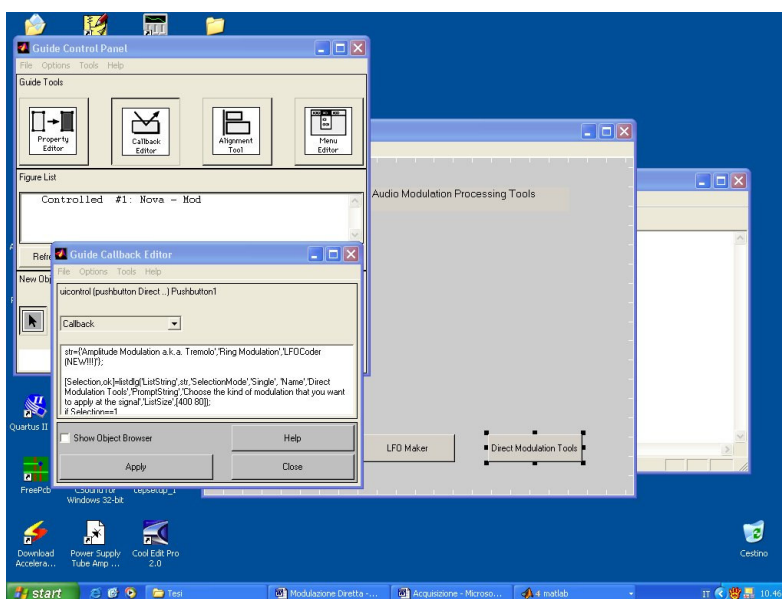 Guide Control Panel
File Options Tools Help
Guide Tools
Property Editor
Callback Editor
Alignment Tool
Menu Editor
Figure List
Controlled #1: Nova - Mod
Audio Modulation Processing Tools
Refre
New Obj
Guide Callback Editor
File Options Tools Help
uicontrol (pushbutton Direct ..) Pushbutton1
Callback
str={'Amplitude Modulation a.k.a. Tremolo','Ring Modulation','LFOCoder
(NEW!!!)'};
[Selection,ok]=listdlg('ListString',str,'SelectionMode','Single', 'Name','Direct
Modulation Tools','PromptString','Choose the kind of modulation that you want
to apply at the signal','ListSize',[400 80]);
if Selection==1
Show Object Browser
Help
Apply
Close
LFO Maker
Direct Modulation Tools
Quartus II
FreePcb
Windows 32-bit
Download Accelera...
Power Supply Tube Amp ...
Cool Edit Pro 2.0
Cestino
start
Tesi
Modulazione Diretta -...
Acquisizione - Microso...
4 matlab
IT
10.46